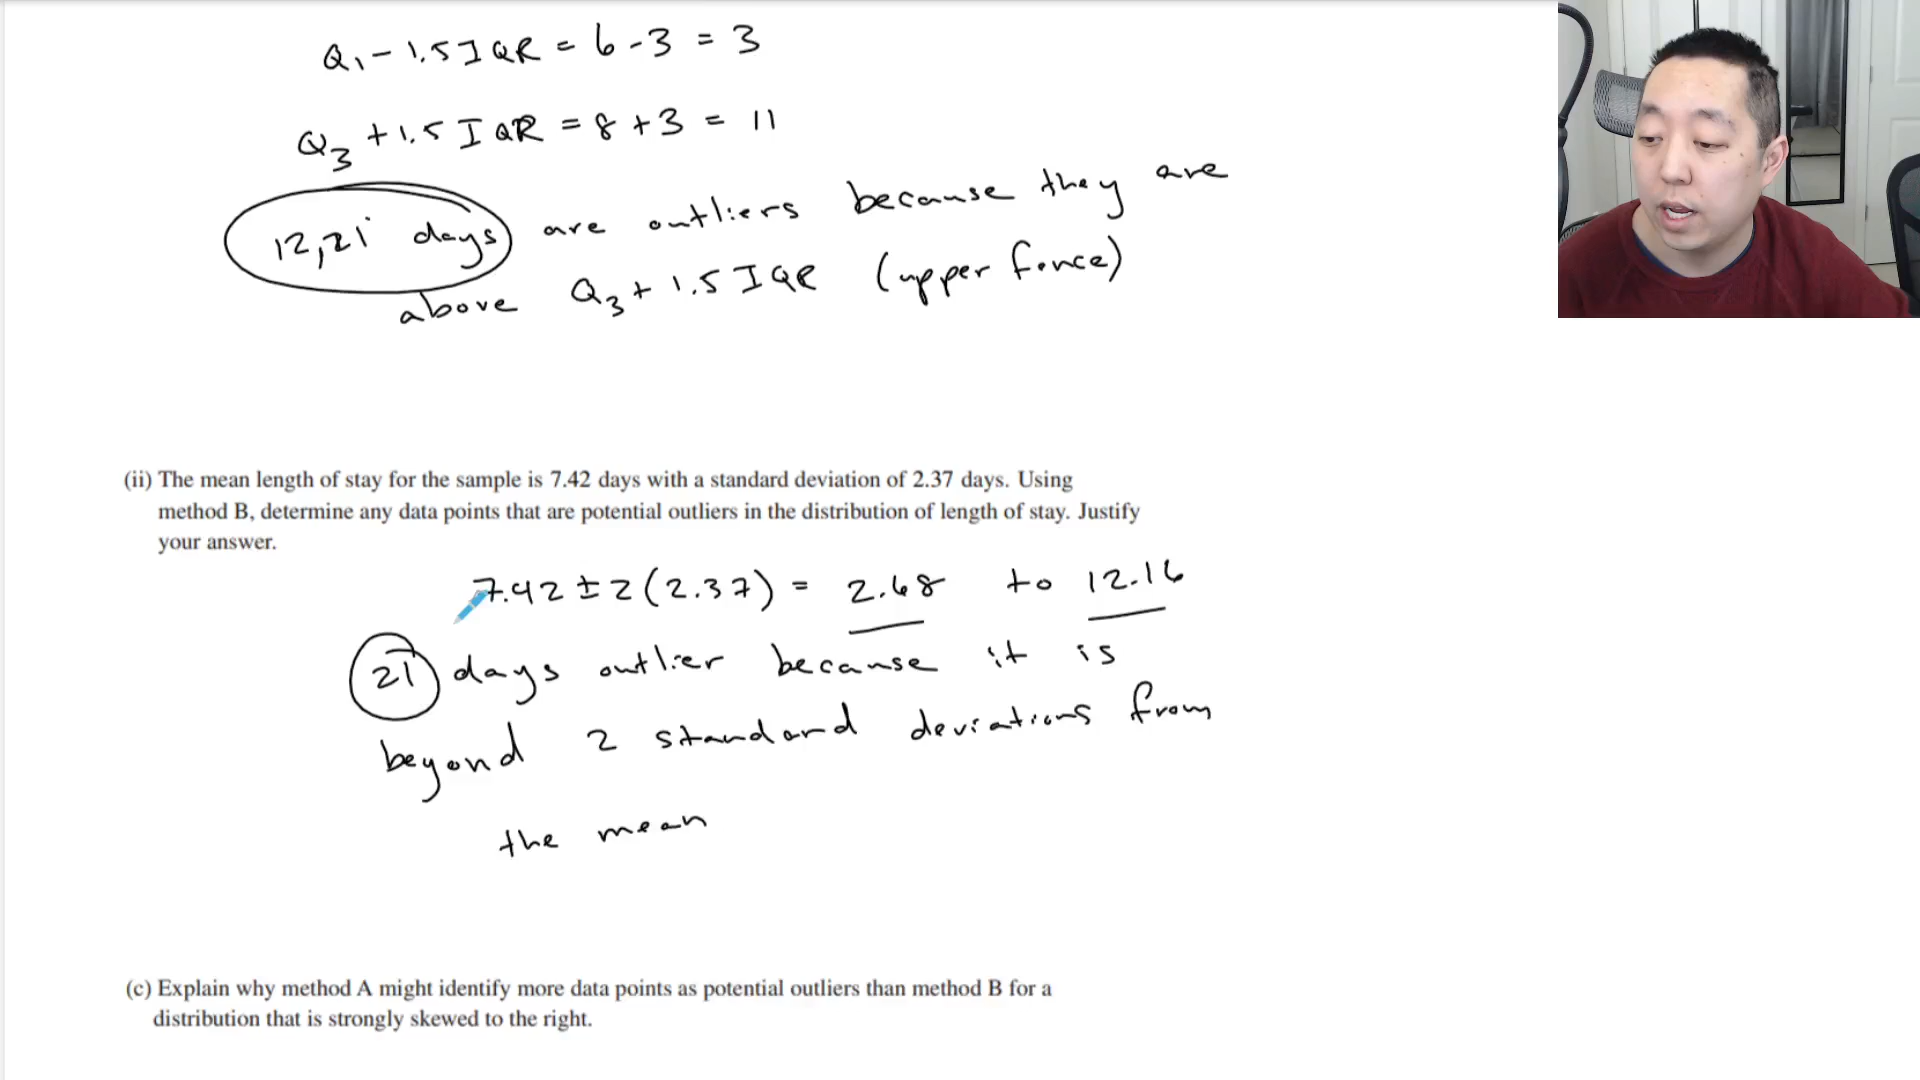 Q1 - 1.5 IQR = 6 - 3 = 3
Q3 + 1.5 IQR = 8 + 3 = 11
12, 21 days are outliers because they are
above Q3 + 1.5 IQR (upper fence)
(ii) The mean length of stay for the sample is 7.42 days with a standard deviation of 2.37 days. Using
method B, determine any data points that are potential outliers in the distribution of length of stay. Justify
your answer.
7.42 ± 2(2.37) = 2.68 to 12.16
21 days outlier because it is
beyond 2 standard deviations from
the mean
(c) Explain why method A might identify more data points as potential outliers than method B for a
distribution that is strongly skewed to the right.